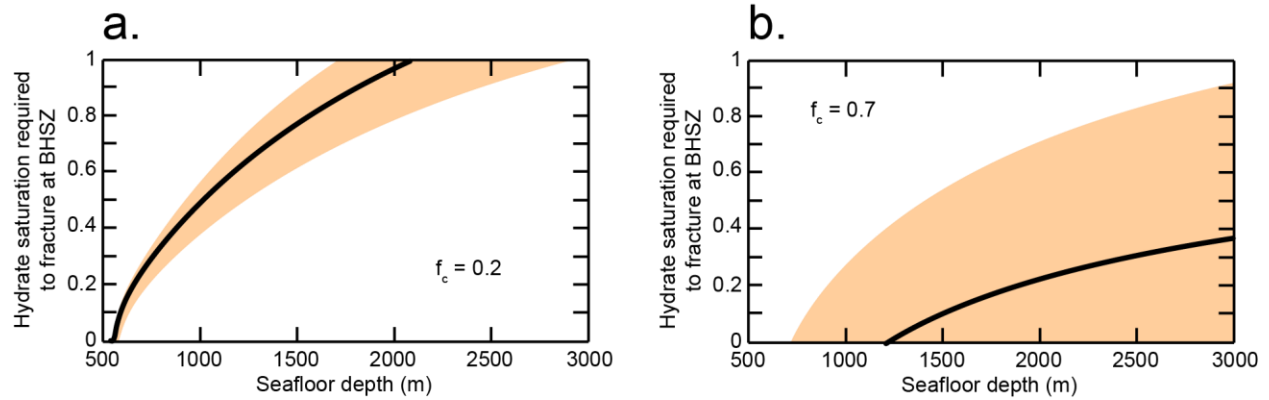 a.
Hydrate saturation required
to fracture at BHSZ
1
0.8
0.6
0.4
0.2
0
f_c = 0.2
500 1000 1500 2000 2500 3000
Seafloor depth (m)
b.
Hydrate saturation required
to fracture at BHSZ
1
0.8
0.6
0.4
0.2
0
f_c = 0.7
500 1000 1500 2000 2500 3000
Seafloor depth (m)